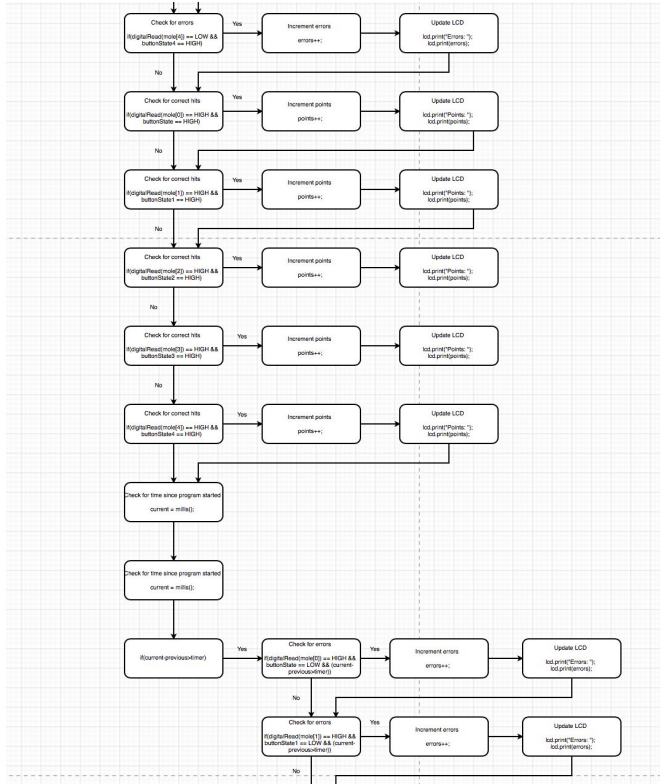 Check for errors
if(digitalRead(mole[4]) == LOW &&
buttonState4 == HIGH)
Yes
Increment errors
errors++;
Update LCD
lcd.print("Errors: ");
lcd.print(errors);
No
Check for correct hits
if(digitalRead(mole[0]) == HIGH &&
buttonState == HIGH)
Yes
Increment points
points++;
Update LCD
lcd.print("Points: ");
lcd.print(points);
No
Check for correct hits
if(digitalRead(mole[1]) == HIGH &&
buttonState1 == HIGH)
Yes
Increment points
points++;
Update LCD
lcd.print("Points: ");
lcd.print(points);
No
Check for correct hits
if(digitalRead(mole[2]) == HIGH &&
buttonState2 == HIGH)
Yes
Increment points
points++;
Update LCD
lcd.print("Points: ");
lcd.print(points);
No
Check for correct hits
if(digitalRead(mole[3]) == HIGH &&
buttonState3 == HIGH)
Yes
Increment points
points++;
Update LCD
lcd.print("Points: ");
lcd.print(points);
No
Check for correct hits
if(digitalRead(mole[4]) == HIGH &&
buttonState4 == HIGH)
Yes
Increment points
points++;
Update LCD
lcd.print("Points: ");
lcd.print(points);
Check for time since program started
current = millis();
Check for time since program started
current = millis();
if(current-previous>timer)
Yes
Check for errors
if(digitalRead(mole[0]) == HIGH &&
buttonState == LOW && (current-
previous>timer))
Yes
Increment errors
errors++;
Update LCD
lcd.print("Errors: ");
lcd.print(errors);
No
Check for errors
if(digitalRead(mole[1]) == HIGH &&
buttonState1 == LOW && (current-
previous>timer))
Yes
Increment errors
errors++;
Update LCD
lcd.print("Errors: ");
lcd.print(errors);
No